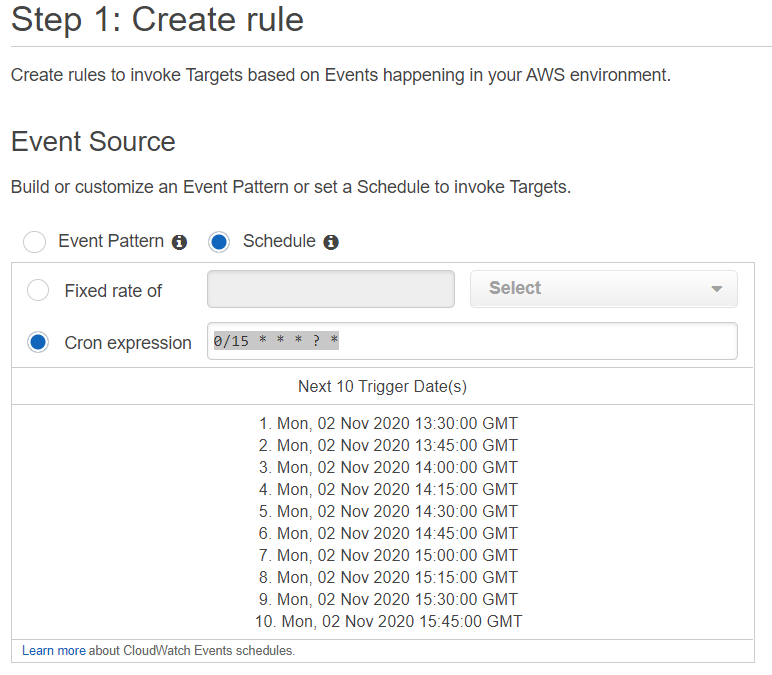 Step 1: Create rule
Create rules to invoke Targets based on Events happening in your AWS environment.
Event Source
Build or customize an Event Pattern or set a Schedule to invoke Targets.
Event Pattern i Schedule i
Fixed rate of Select
Cron expression 0/15 * * * ? *
Next 10 Trigger Date(s)
1. Mon, 02 Nov 2020 13:30:00 GMT
2. Mon, 02 Nov 2020 13:45:00 GMT
3. Mon, 02 Nov 2020 14:00:00 GMT
4. Mon, 02 Nov 2020 14:15:00 GMT
5. Mon, 02 Nov 2020 14:30:00 GMT
6. Mon, 02 Nov 2020 14:45:00 GMT
7. Mon, 02 Nov 2020 15:00:00 GMT
8. Mon, 02 Nov 2020 15:15:00 GMT
9. Mon, 02 Nov 2020 15:30:00 GMT
10. Mon, 02 Nov 2020 15:45:00 GMT
Learn more about CloudWatch Events schedules.